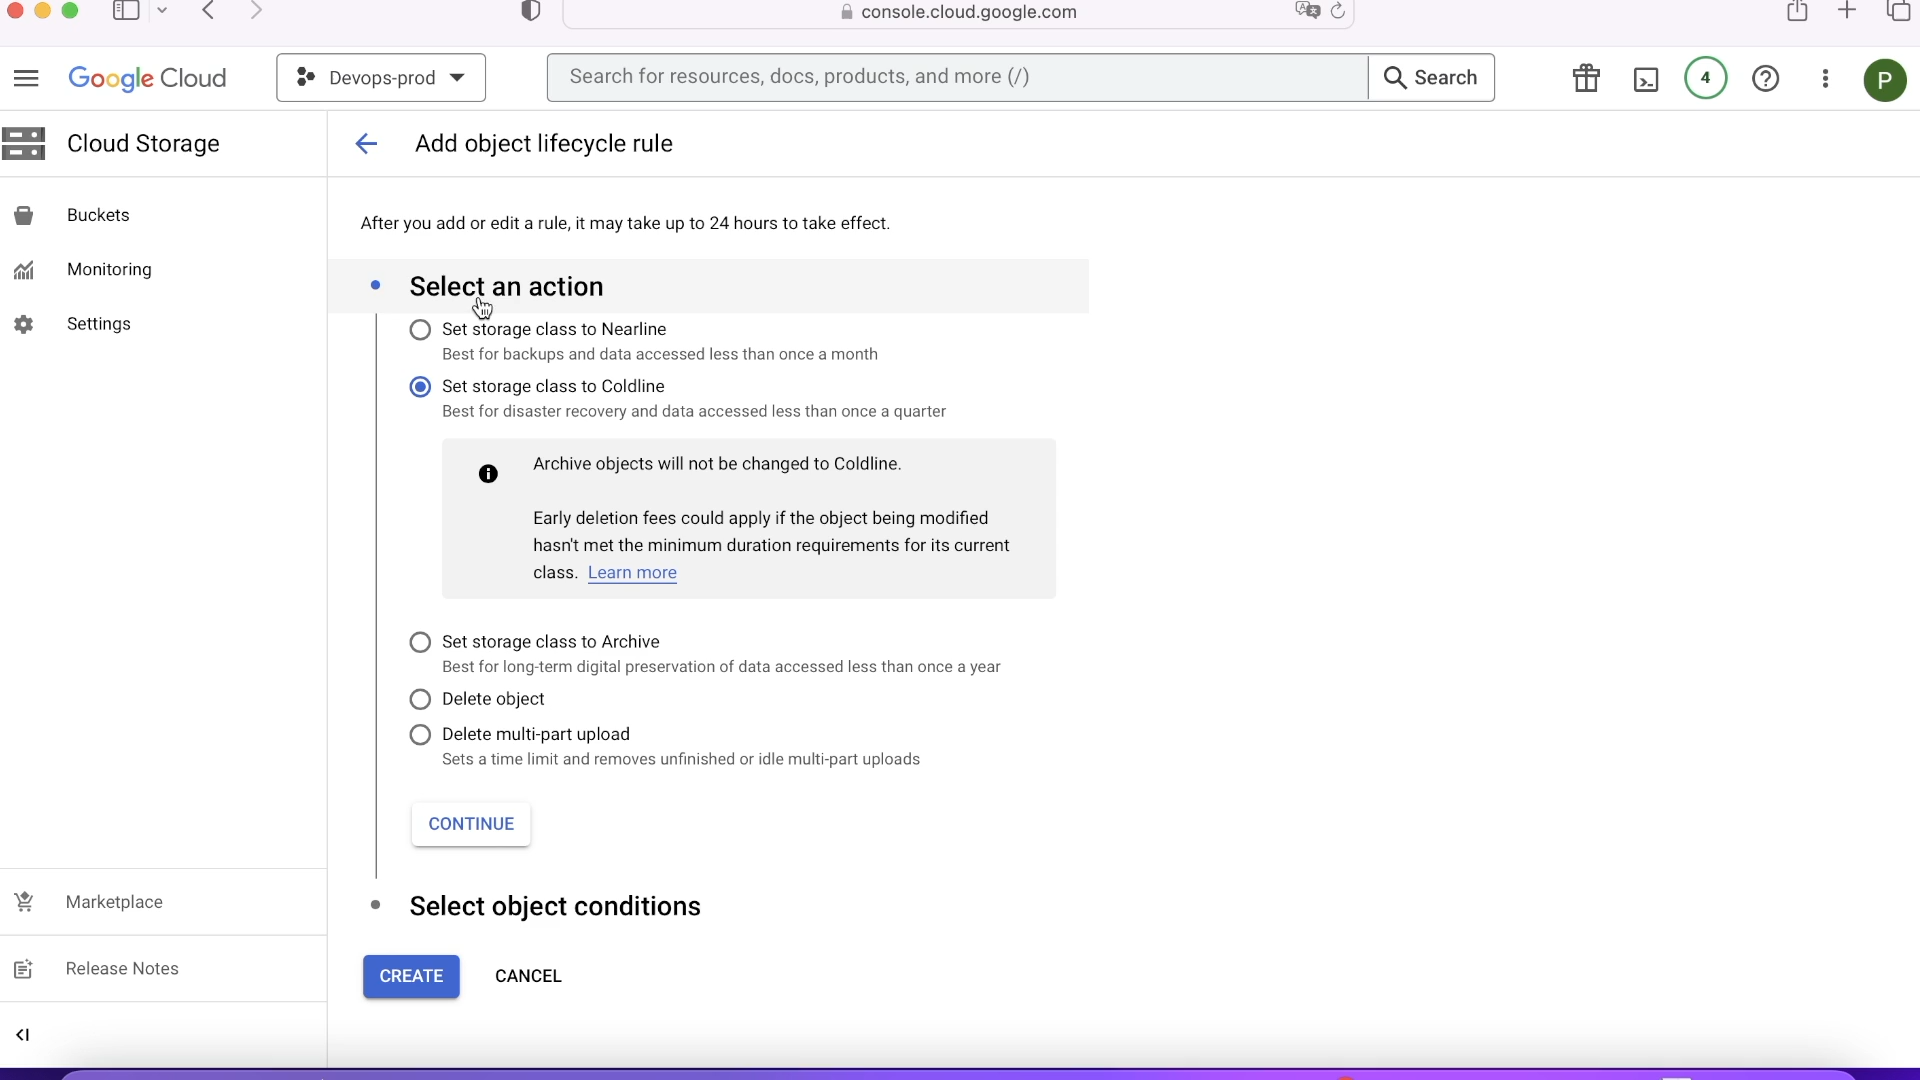 console.cloud.google.com
Google Cloud
Devops-prod
Search for resources, docs, products, and more (/)
Search
4
P
Cloud Storage
Add object lifecycle rule
Buckets
Monitoring
Settings
After you add or edit a rule, it may take up to 24 hours to take effect.
Select an action
Set storage class to Nearline
Best for backups and data accessed less than once a month
Set storage class to Coldline
Best for disaster recovery and data accessed less than once a quarter
Archive objects will not be changed to Coldline.
Early deletion fees could apply if the object being modified
hasn't met the minimum duration requirements for its current
class. Learn more
Set storage class to Archive
Best for long-term digital preservation of data accessed less than once a year
Delete object
Delete multi-part upload
Sets a time limit and removes unfinished or idle multi-part uploads
CONTINUE
Select object conditions
CREATE
CANCEL
Marketplace
Release Notes